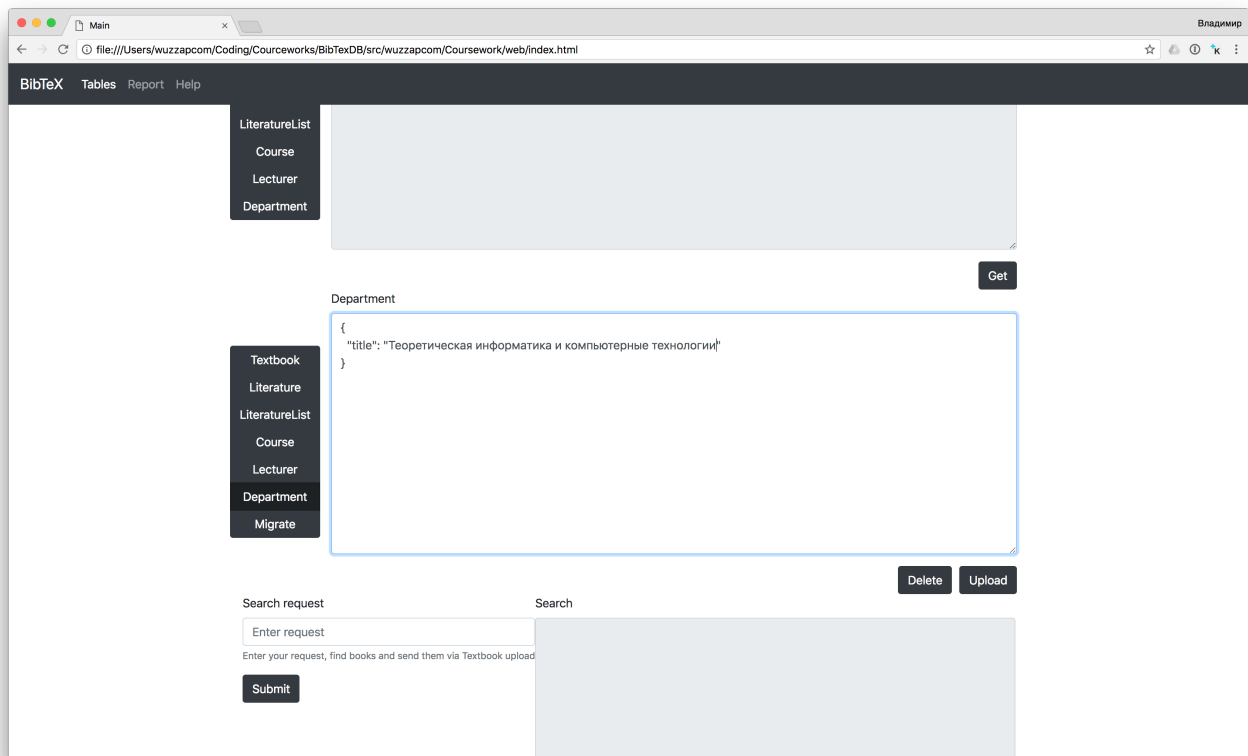 Main
Владимир
file:///Users/wuzzapcom/Coding/Courceworks/BibTexDB/src/wuzzapcom/Coursework/web/index.html
BibTeX Tables Report Help
LiteratureList
Course
Lecturer
Department
Get
Department
{
"title": "Теоретическая информатика и компьютерные технологии"
}
Textbook
Literature
LiteratureList
Course
Lecturer
Department
Migrate
Delete Upload
Search request
Search
Enter request
Enter your request, find books and send them via Textbook upload
Submit